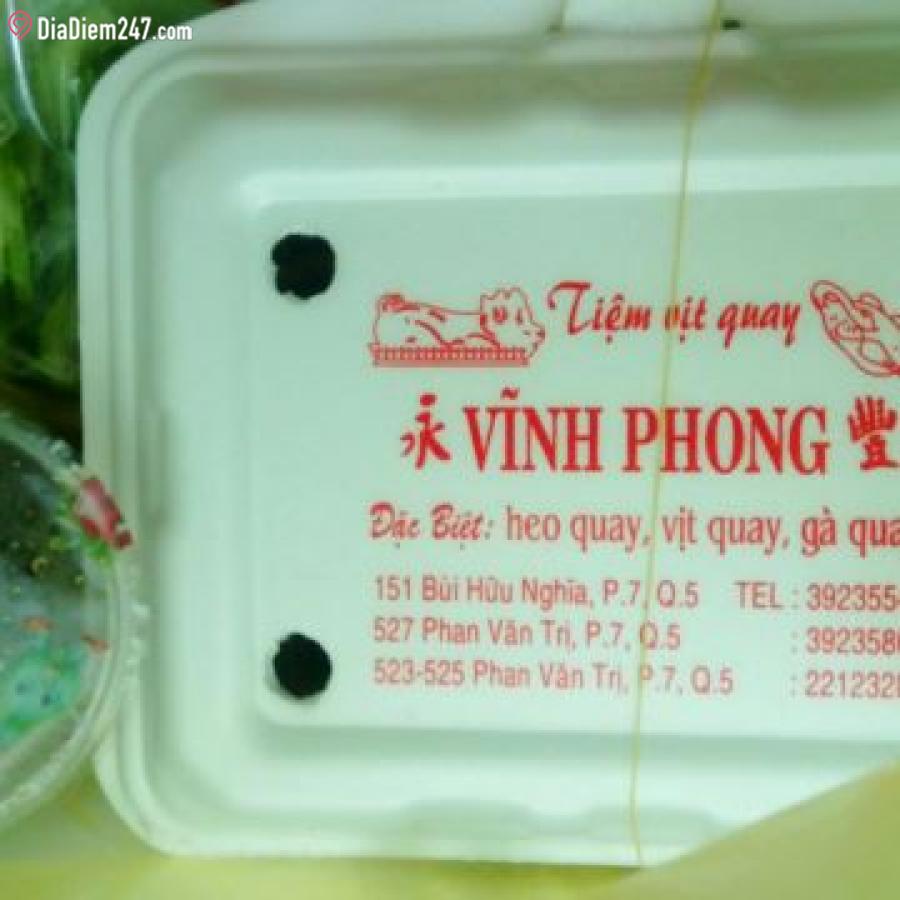 DiaDiem247.com
Tiệm vịt quay
永 VĨNH PHONG 豐
Đặc Biệt: heo quay, vịt quay, gà qua
151 Bùi Hữu Nghĩa, P.7, Q.5 TEL : 392355
527 Phan Văn Trị, P.7, Q.5 : 392358
523-525 Phan Văn Trị, P.7, Q.5 : 221232